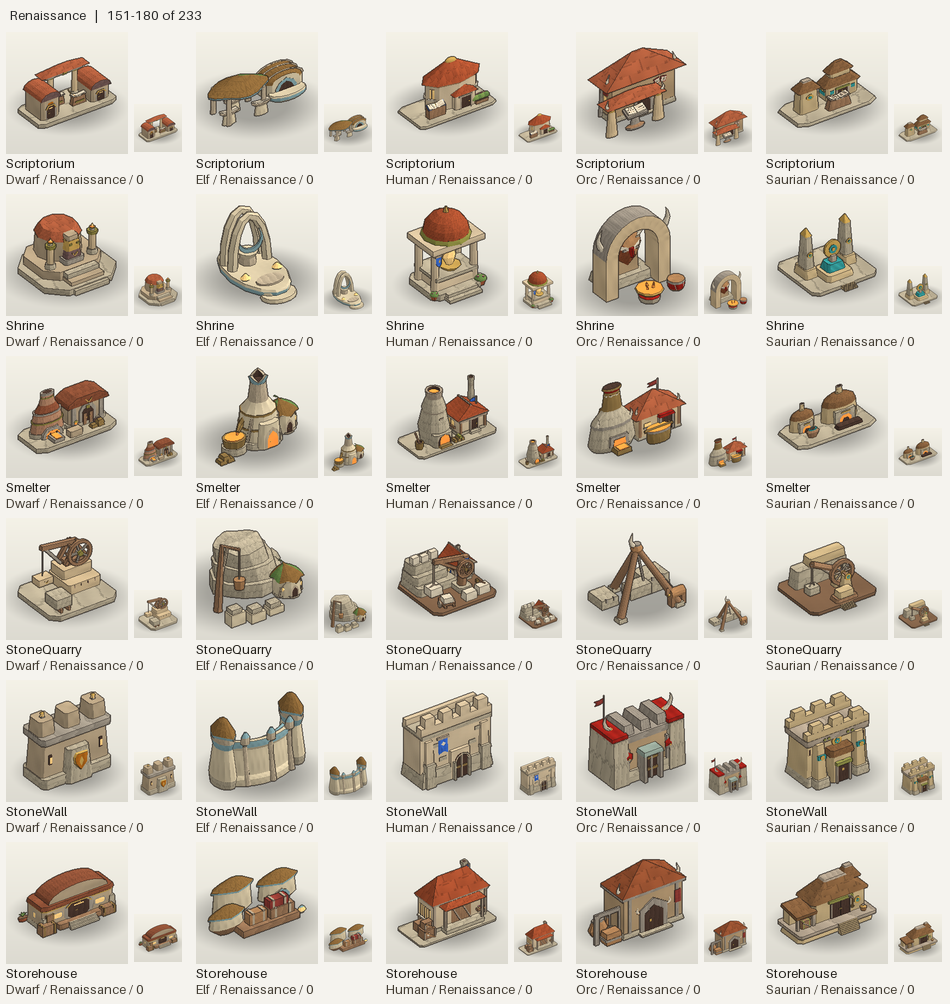 Renaissance | 151-180 of 233
Scriptorium Scriptorium Scriptorium Scriptorium Scriptorium
Dwarf / Renaissance / 0 Elf / Renaissance / 0 Human / Renaissance / 0 Orc / Renaissance / 0 Saurian / Renaissance / 0
Shrine Shrine Shrine Shrine Shrine
Dwarf / Renaissance / 0 Elf / Renaissance / 0 Human / Renaissance / 0 Orc / Renaissance / 0 Saurian / Renaissance / 0
Smelter Smelter Smelter Smelter Smelter
Dwarf / Renaissance / 0 Elf / Renaissance / 0 Human / Renaissance / 0 Orc / Renaissance / 0 Saurian / Renaissance / 0
StoneQuarry StoneQuarry StoneQuarry StoneQuarry StoneQuarry
Dwarf / Renaissance / 0 Elf / Renaissance / 0 Human / Renaissance / 0 Orc / Renaissance / 0 Saurian / Renaissance / 0
StoneWall StoneWall StoneWall StoneWall StoneWall
Dwarf / Renaissance / 0 Elf / Renaissance / 0 Human / Renaissance / 0 Orc / Renaissance / 0 Saurian / Renaissance / 0
Storehouse Storehouse Storehouse Storehouse Storehouse
Dwarf / Renaissance / 0 Elf / Renaissance / 0 Human / Renaissance / 0 Orc / Renaissance / 0 Saurian / Renaissance / 0